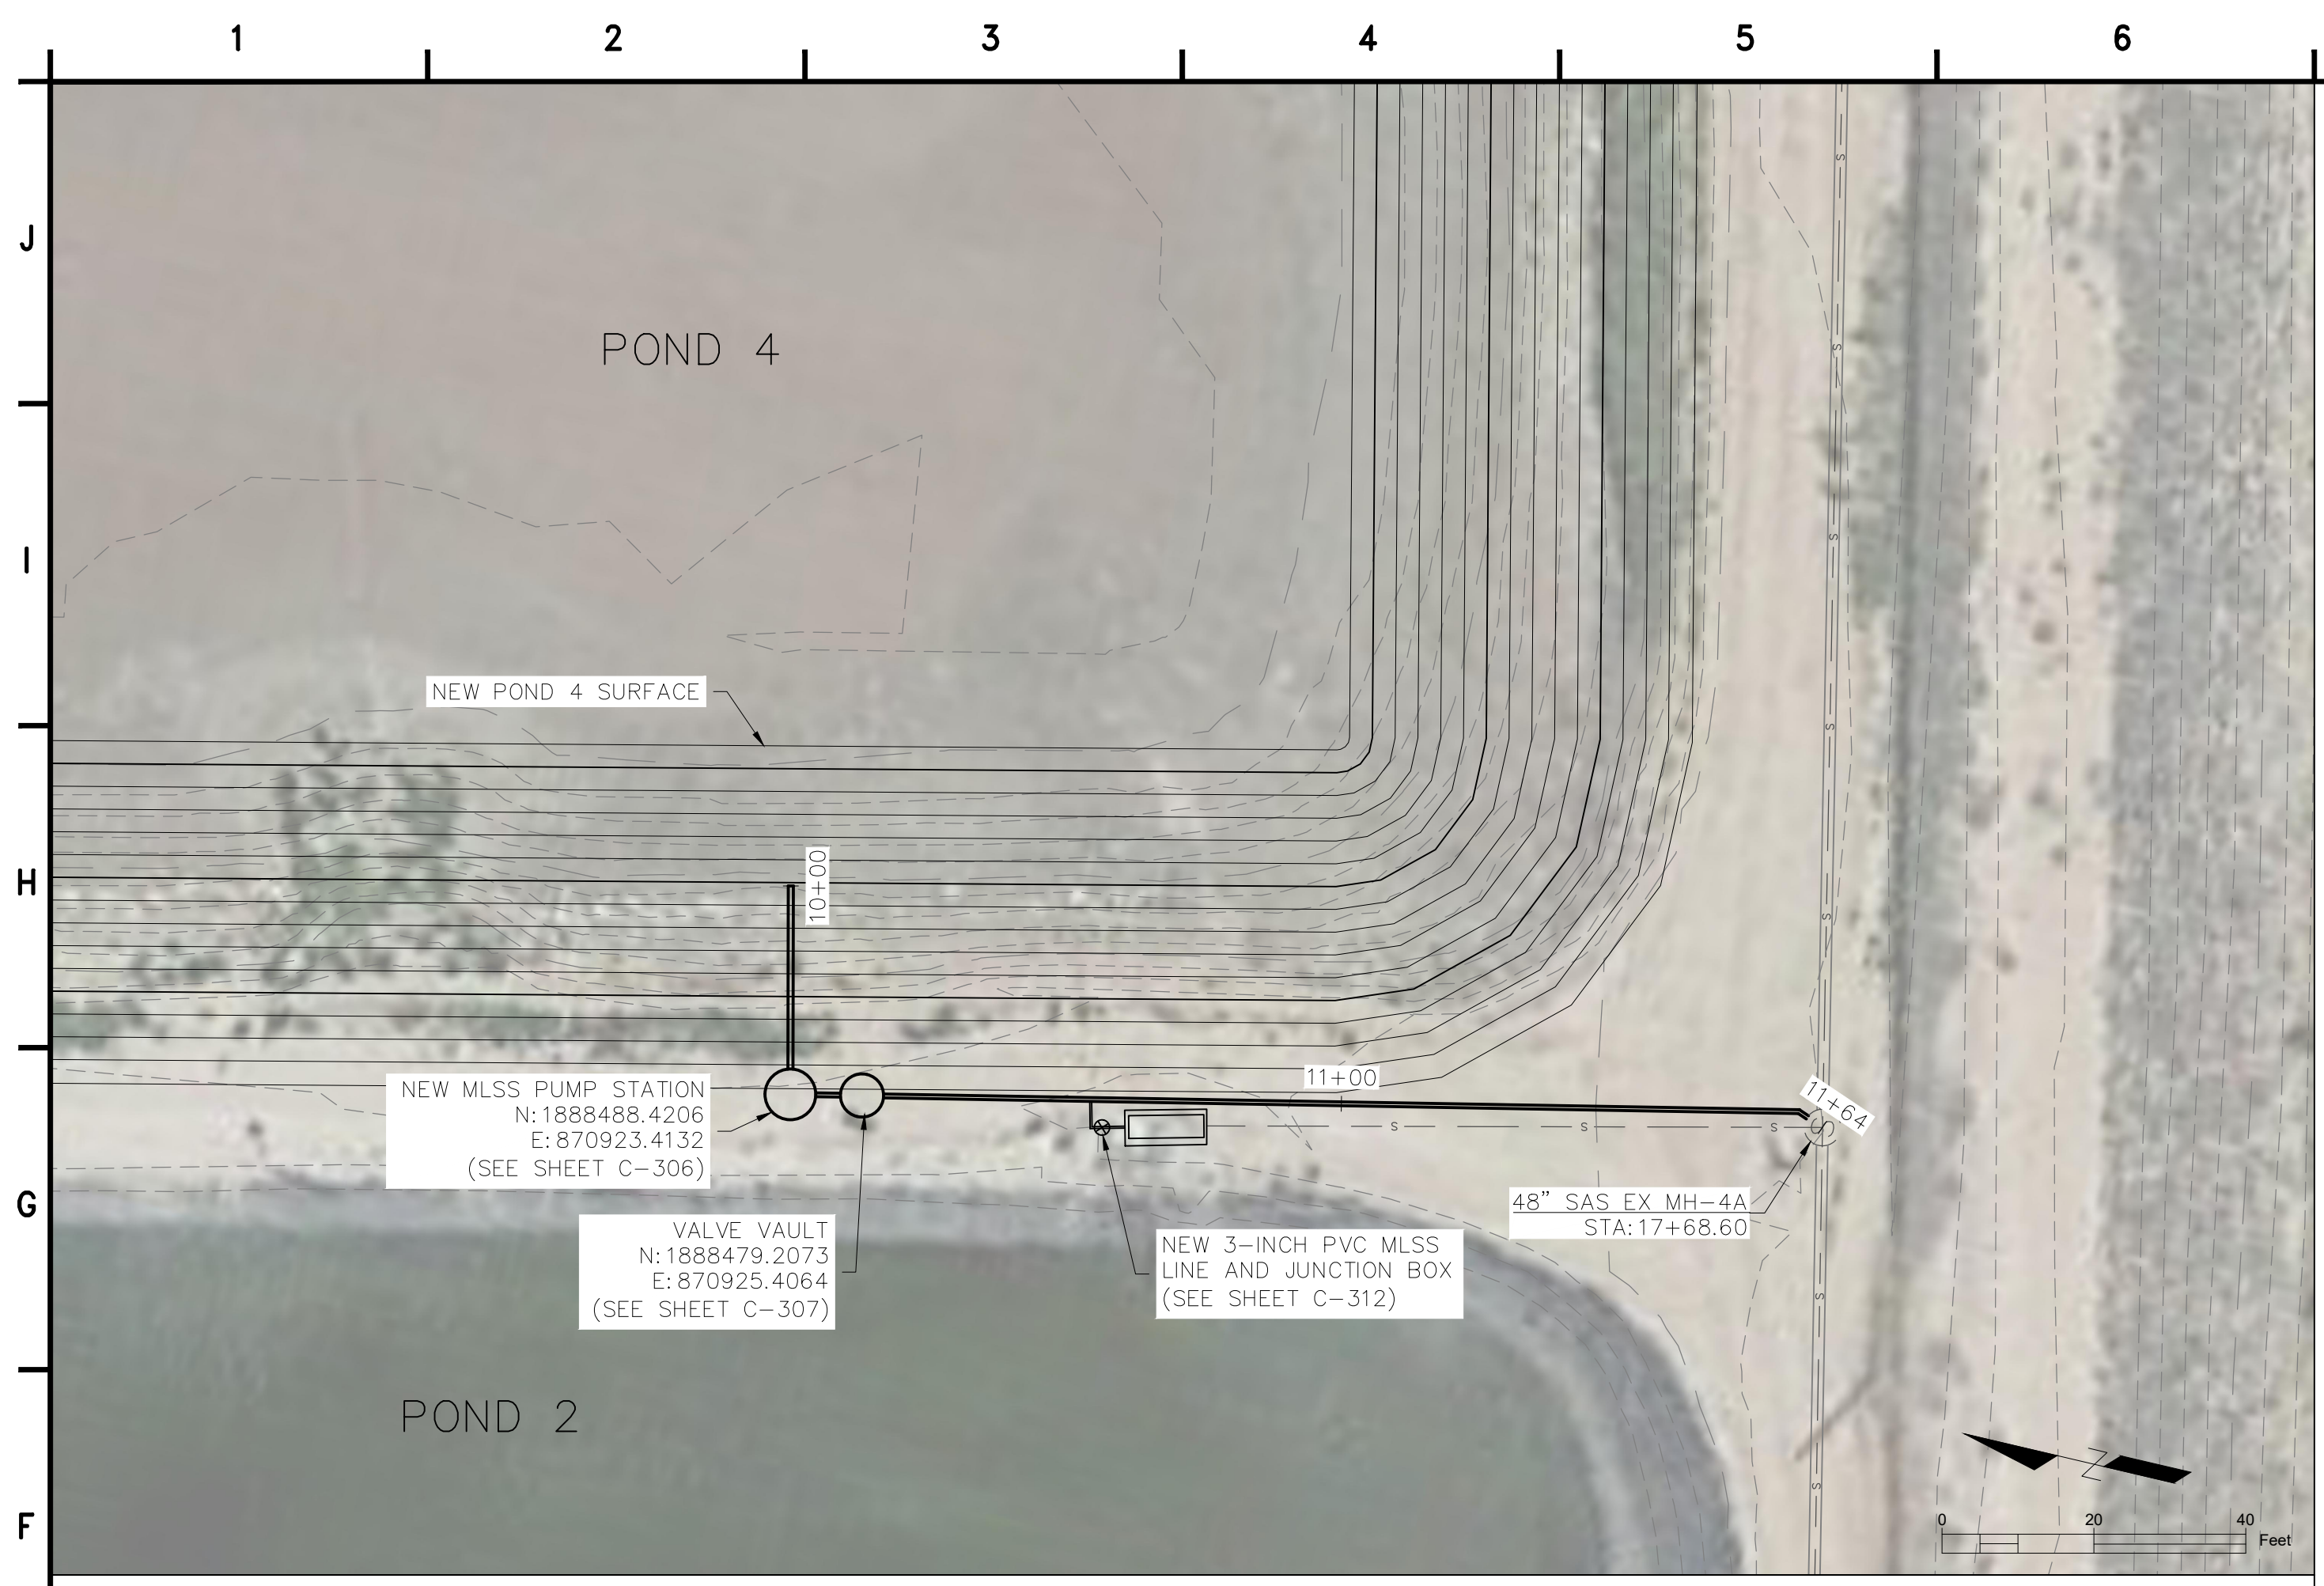 1 2 3 4 5 6
J
POND 4
I
NEW POND 4 SURFACE
H
10+00
NEW MLSS PUMP STATION
N:1888488.4206
E:870923.4132
(SEE SHEET C-306)
11+00
11+64
G
VALVE VAULT
N:1888479.2073
E:870925.4064
(SEE SHEET C-307)
NEW 3-INCH PVC MLSS
LINE AND JUNCTION BOX
(SEE SHEET C-312)
48" SAS EX MH-4A
STA:17+68.60
S S S S S S S S
S S S
S
POND 2
N
F
0 20 40
Feet